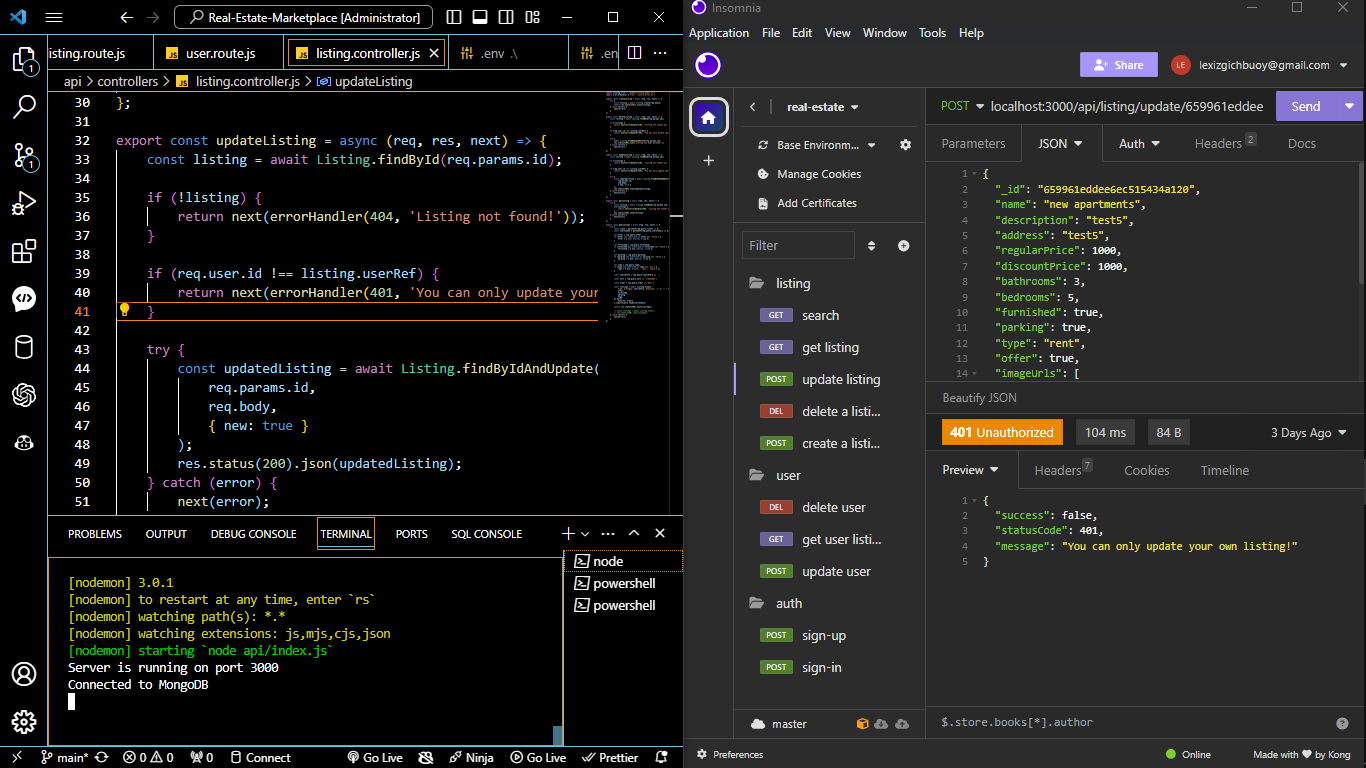 Real-Estate-Marketplace [Administrator]
isting.route.js
user.route.js
listing.controller.js
.env .\
.en
api > controllers > listing.controller.js > updateListing
30 };
31
32 export const updateListing = async (req, res, next) => {
33 const listing = await Listing.findById(req.params.id);
34
35 if (!listing) {
36 return next(errorHandler(404, 'Listing not found!'));
37 }
38
39 if (req.user.id !== listing.userRef) {
40 return next(errorHandler(401, 'You can only update your
41 }
42
43 try {
44 const updatedListing = await Listing.findByIdAndUpdate(
45 req.params.id,
46 req.body,
47 { new: true }
48 );
49 res.status(200).json(updatedListing);
50 } catch (error) {
51 next(error);
PROBLEMS OUTPUT DEBUG CONSOLE TERMINAL PORTS SQL CONSOLE
node
powershell
powershell
[nodemon] 3.0.1
[nodemon] to restart at any time, enter `rs`
[nodemon] watching path(s): *.*
[nodemon] watching extensions: js,mjs,cjs,json
[nodemon] starting `node api/index.js`
Server is running on port 3000
Connected to MongoDB
1
1
main* 0 0 0 Connect Go Live Ninja Go Live Prettier
Insomnia
Application File Edit View Window Tools Help
Share
LE lexizgichbuoy@gmail.com
real-estate
Base Environm...
Manage Cookies
Add Certificates
Filter
listing
GET search
GET get listing
POST update listing
DEL delete a listi...
POST create a listi...
user
DEL delete user
GET get user listi...
POST update user
auth
POST sign-up
POST sign-in
master
POST localhost:3000/api/listing/update/659961eddee Send
Parameters JSON Auth Headers 2 Docs
1 {
2 "_id": "659961eddee6ec515434a120",
3 "name": "new apartments",
4 "description": "test5",
5 "address": "test5",
6 "regularPrice": 1000,
7 "discountPrice": 1000,
8 "bathrooms": 3,
9 "bedrooms": 5,
10 "furnished": true,
11 "parking": true,
12 "type": "rent",
13 "offer": true,
14 "imageUrls": [
Beautify JSON
401 Unauthorized 104 ms 84 B 3 Days Ago
Preview Headers 7 Cookies Timeline
1 {
2 "success": false,
3 "statusCode": 401,
4 "message": "You can only update your own listing!"
5 }
$.store.books[*].author
Preferences
Online
Made with ♥ by Kong